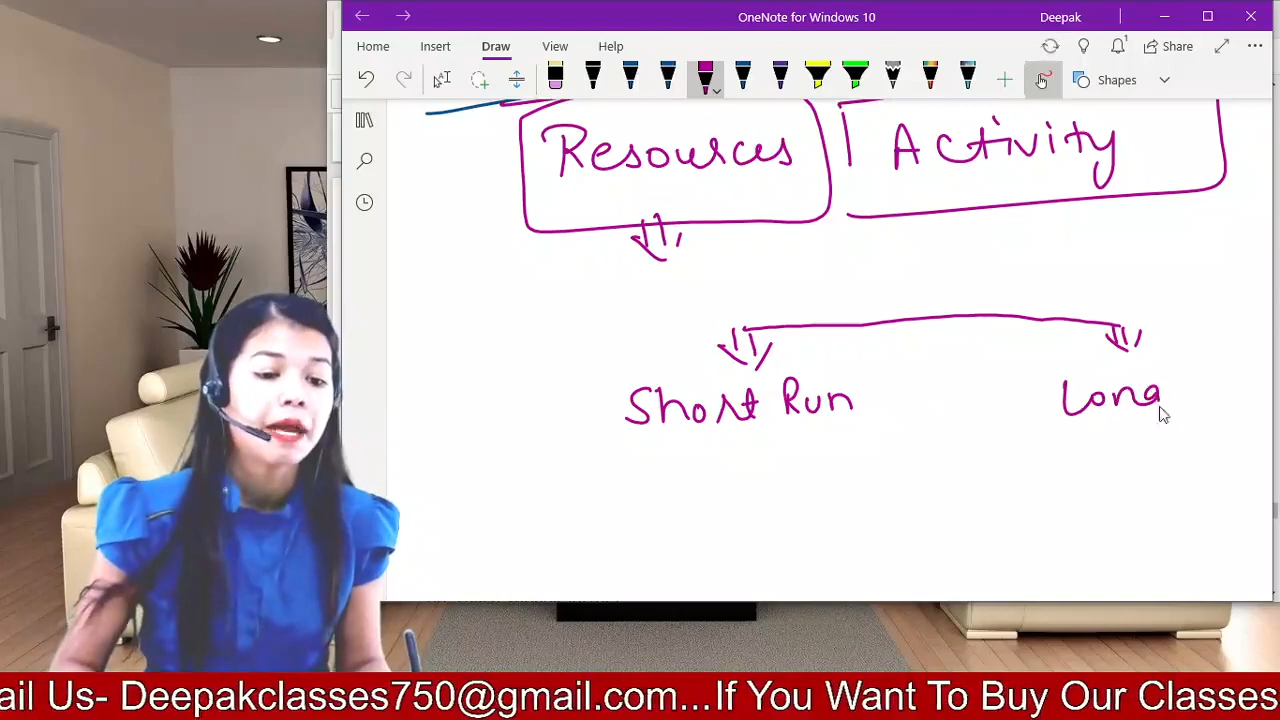 OneNote for Windows 10 Deepak
Home Insert Draw View Help Share
Shapes
Resources Activity
Short Run Long
ail Us- Deepakclasses750@gmail.com...If You Want To Buy Our Classes